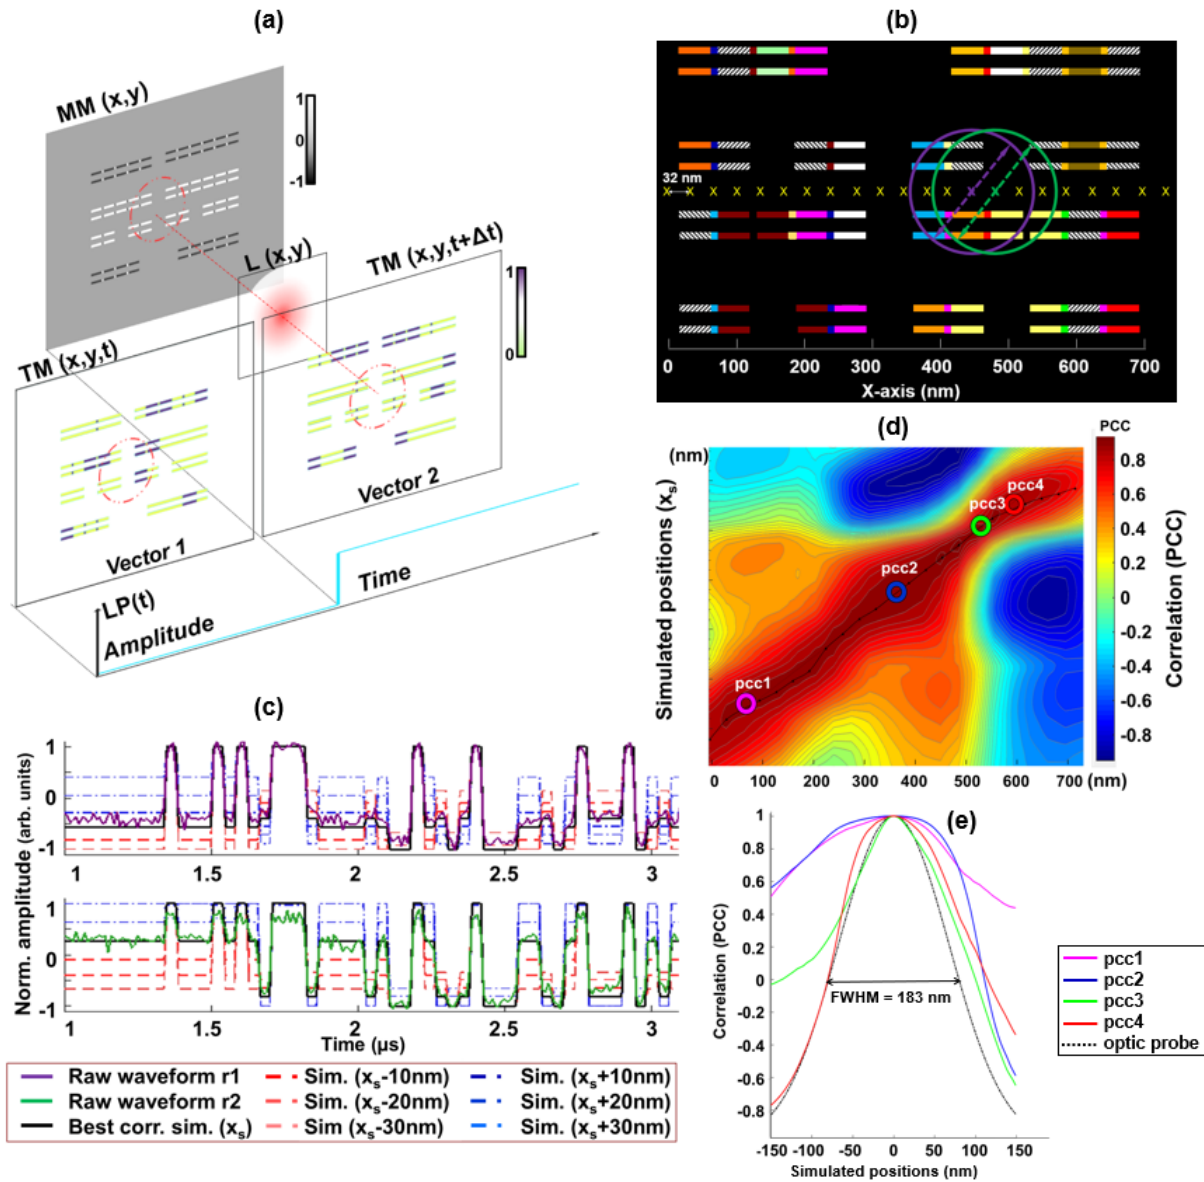 (a)
MM (x,y)
1
0
-1
L (x,y)
TM (x,y,t+Δt)
1
0
TM (x,y,t)
Vector 1
Vector 2
LP(t)
Amplitude
Time
(b)
32 nm
0 100 200 300 400 500 600 700
X-axis (nm)
(c)
Norm. amplitude (arb. units)
1
0
-1
1 1.5 2 2.5 3
1
0
-1
1 1.5 2 2.5 3
Time (µs)
Raw waveform r1
Raw waveform r2
Best corr. sim. (xs)
Sim. (xs-10nm)
Sim. (xs-20nm)
Sim (xs-30nm)
Sim. (xs+10nm)
Sim. (xs+20nm)
Sim. (xs+30nm)
(d)
(nm)
Simulated positions (xs)
pcc1
pcc2
pcc3
pcc4
0 100 200 300 400 500 600 700
(nm)
PCC
0.8
0.6
0.4
0.2
0
-0.2
-0.4
-0.6
-0.8
Correlation (PCC)
(e)
Correlation (PCC)
1
0.8
0.6
0.4
0.2
0
-0.2
-0.4
-0.6
-0.8
FWHM = 183 nm
-150 -100 -50 0 50 100 150
Simulated positions (nm)
pcc1
pcc2
pcc3
pcc4
optic probe